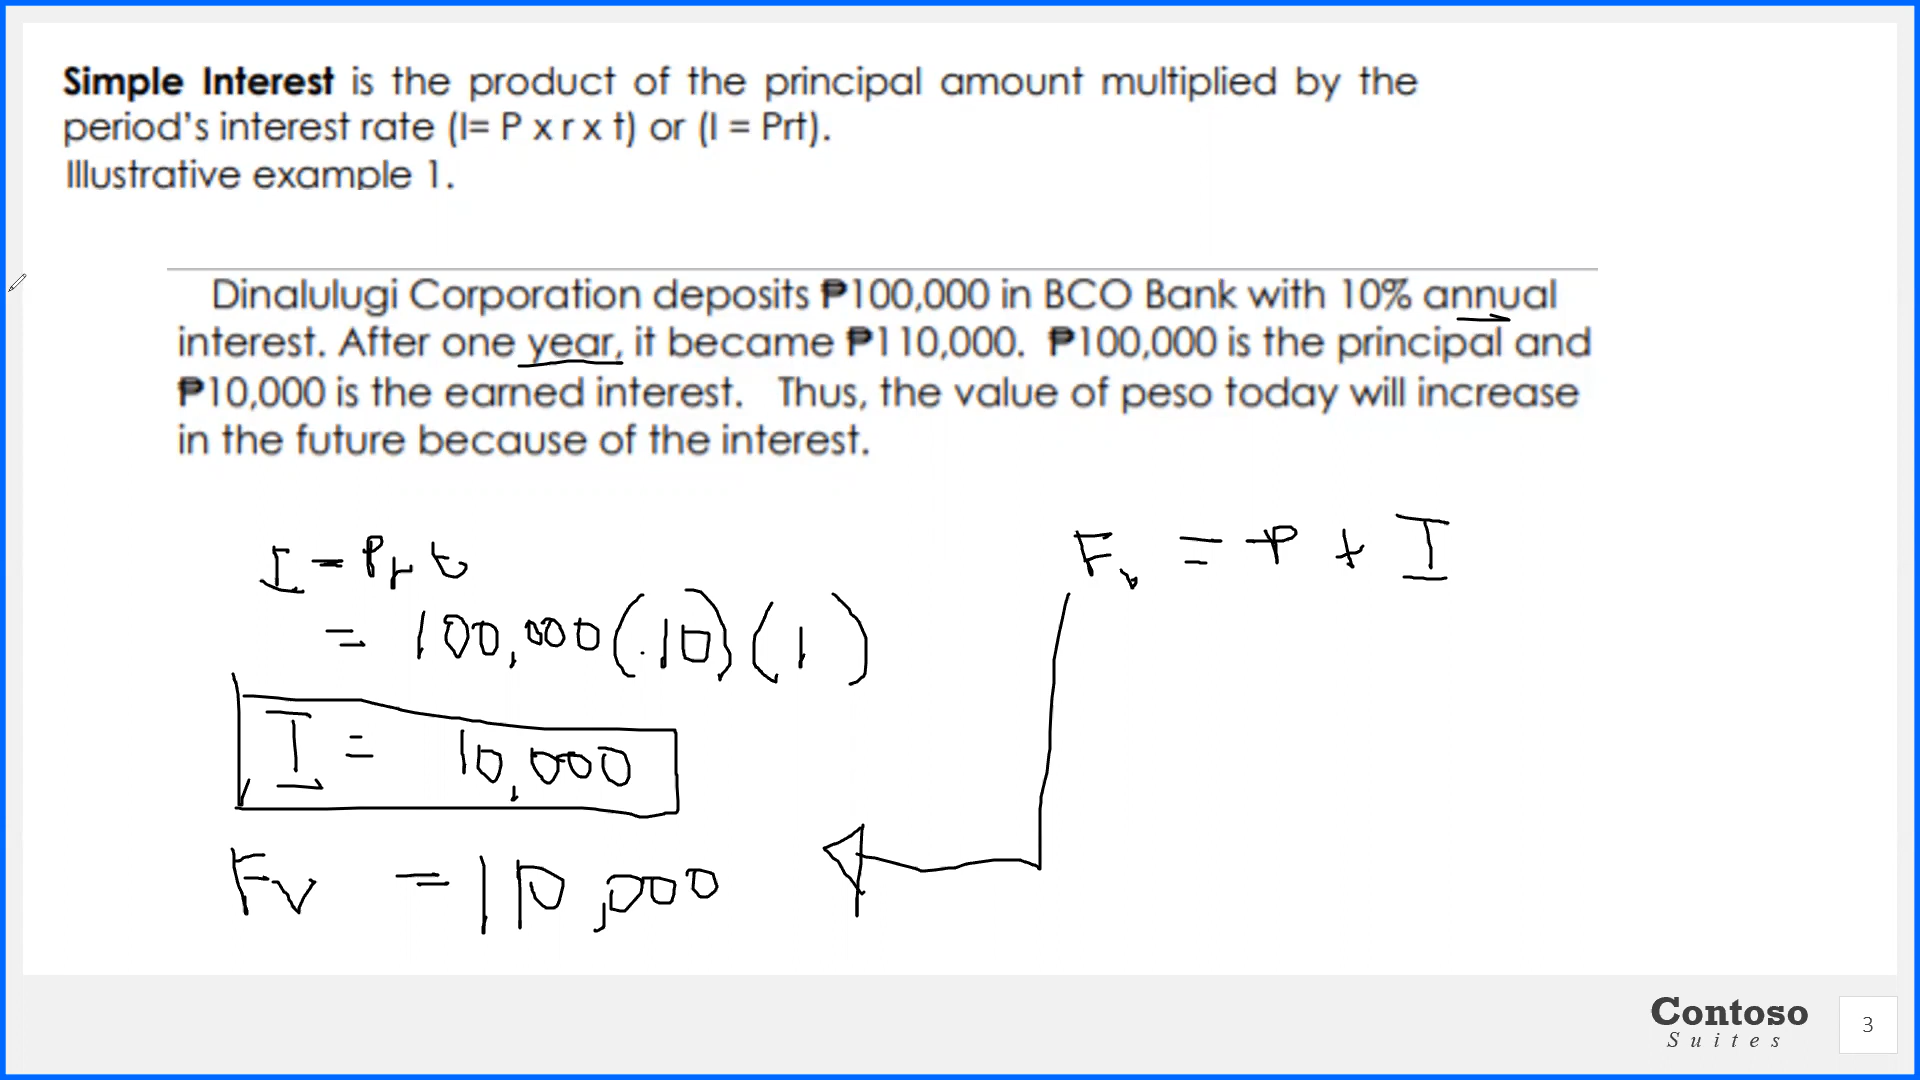 Simple Interest is the product of the principal amount multiplied by the
period's interest rate (I= P x r x t) or (I = Prt).
Illustrative example 1.
Dinalulugi Corporation deposits ₱100,000 in BCO Bank with 10% annual
interest. After one year, it became ₱110,000. ₱100,000 is the principal and
₱10,000 is the earned interest. Thus, the value of peso today will increase
in the future because of the interest.
I = Prt
= 100,000(.10)(1)
I = 10,000
Fv = 110,000
Fv = P + I
Contoso
Suites
3